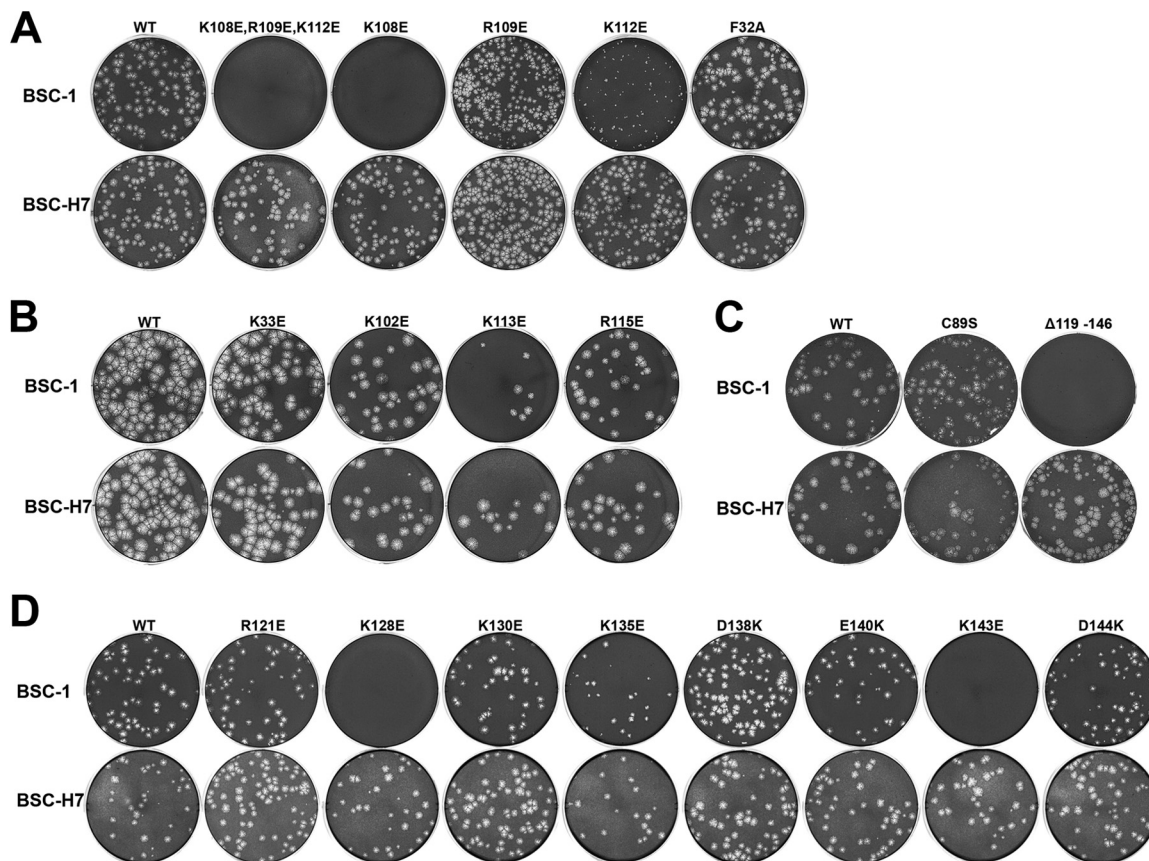 A
WT K108E,R109E,K112E K108E R109E K112E F32A
BSC-1
BSC-H7
B
WT K33E K102E K113E R115E
BSC-1
BSC-H7
C
WT C89S Δ119 -146
BSC-1
BSC-H7
D
WT R121E K128E K130E K135E D138K E140K K143E D144K
BSC-1
BSC-H7